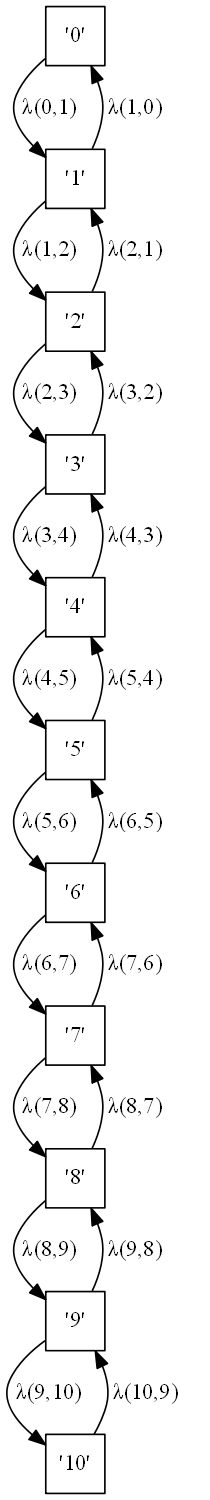 '0'
λ(0,1) λ(1,0)
'1'
λ(1,2) λ(2,1)
'2'
λ(2,3) λ(3,2)
'3'
λ(3,4) λ(4,3)
'4'
λ(4,5) λ(5,4)
'5'
λ(5,6) λ(6,5)
'6'
λ(6,7) λ(7,6)
'7'
λ(7,8) λ(8,7)
'8'
λ(8,9) λ(9,8)
'9'
λ(9,10) λ(10,9)
'10'